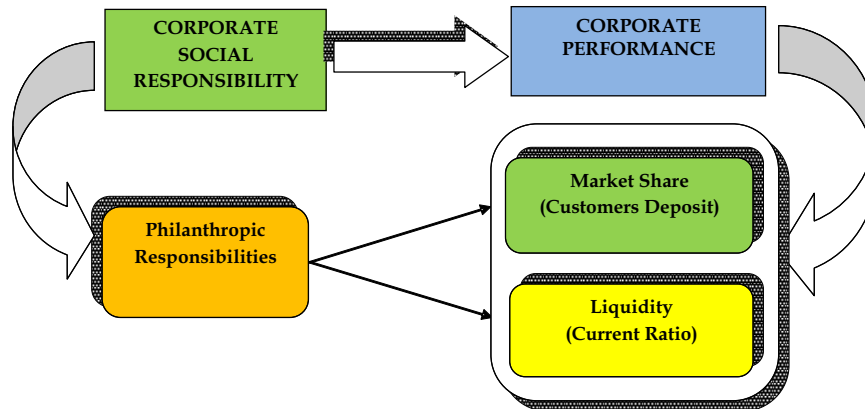 CORPORATE
SOCIAL
RESPONSIBILITY
CORPORATE
PERFORMANCE
Market Share
(Customers Deposit)
Philanthropic
Responsibilities
Liquidity
(Current Ratio)